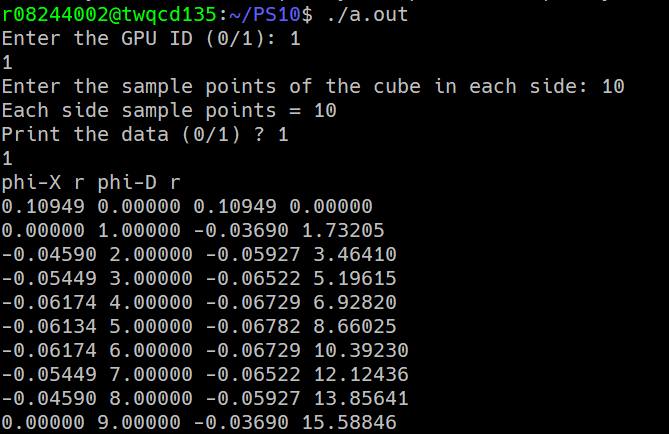 r08244002@twqcd135:~/PS10$ ./a.out
Enter the GPU ID (0/1): 1
1
Enter the sample points of the cube in each side: 10
Each side sample points = 10
Print the data (0/1) ? 1
1
phi-X r phi-D r
0.10949 0.00000 0.10949 0.00000
0.00000 1.00000 -0.03690 1.73205
-0.04590 2.00000 -0.05927 3.46410
-0.05449 3.00000 -0.06522 5.19615
-0.06174 4.00000 -0.06729 6.92820
-0.06134 5.00000 -0.06782 8.66025
-0.06174 6.00000 -0.06729 10.39230
-0.05449 7.00000 -0.06522 12.12436
-0.04590 8.00000 -0.05927 13.85641
0.00000 9.00000 -0.03690 15.58846